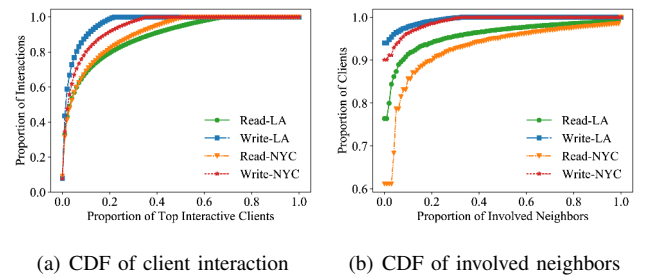 1.0
0.8
0.6
0.4
0.2
0.0
Proportion of Interactions
Read-LA
Write-LA
Read-NYC
Write-NYC
0.0 0.2 0.4 0.6 0.8 1.0
Proportion of Top Interactive Clients
(a) CDF of client interaction
1.0
0.9
0.8
0.7
0.6
Proportion of Clients
Read-LA
Write-LA
Read-NYC
Write-NYC
0.0 0.2 0.4 0.6 0.8 1.0
Proportion of Involved Neighbors
(b) CDF of involved neighbors